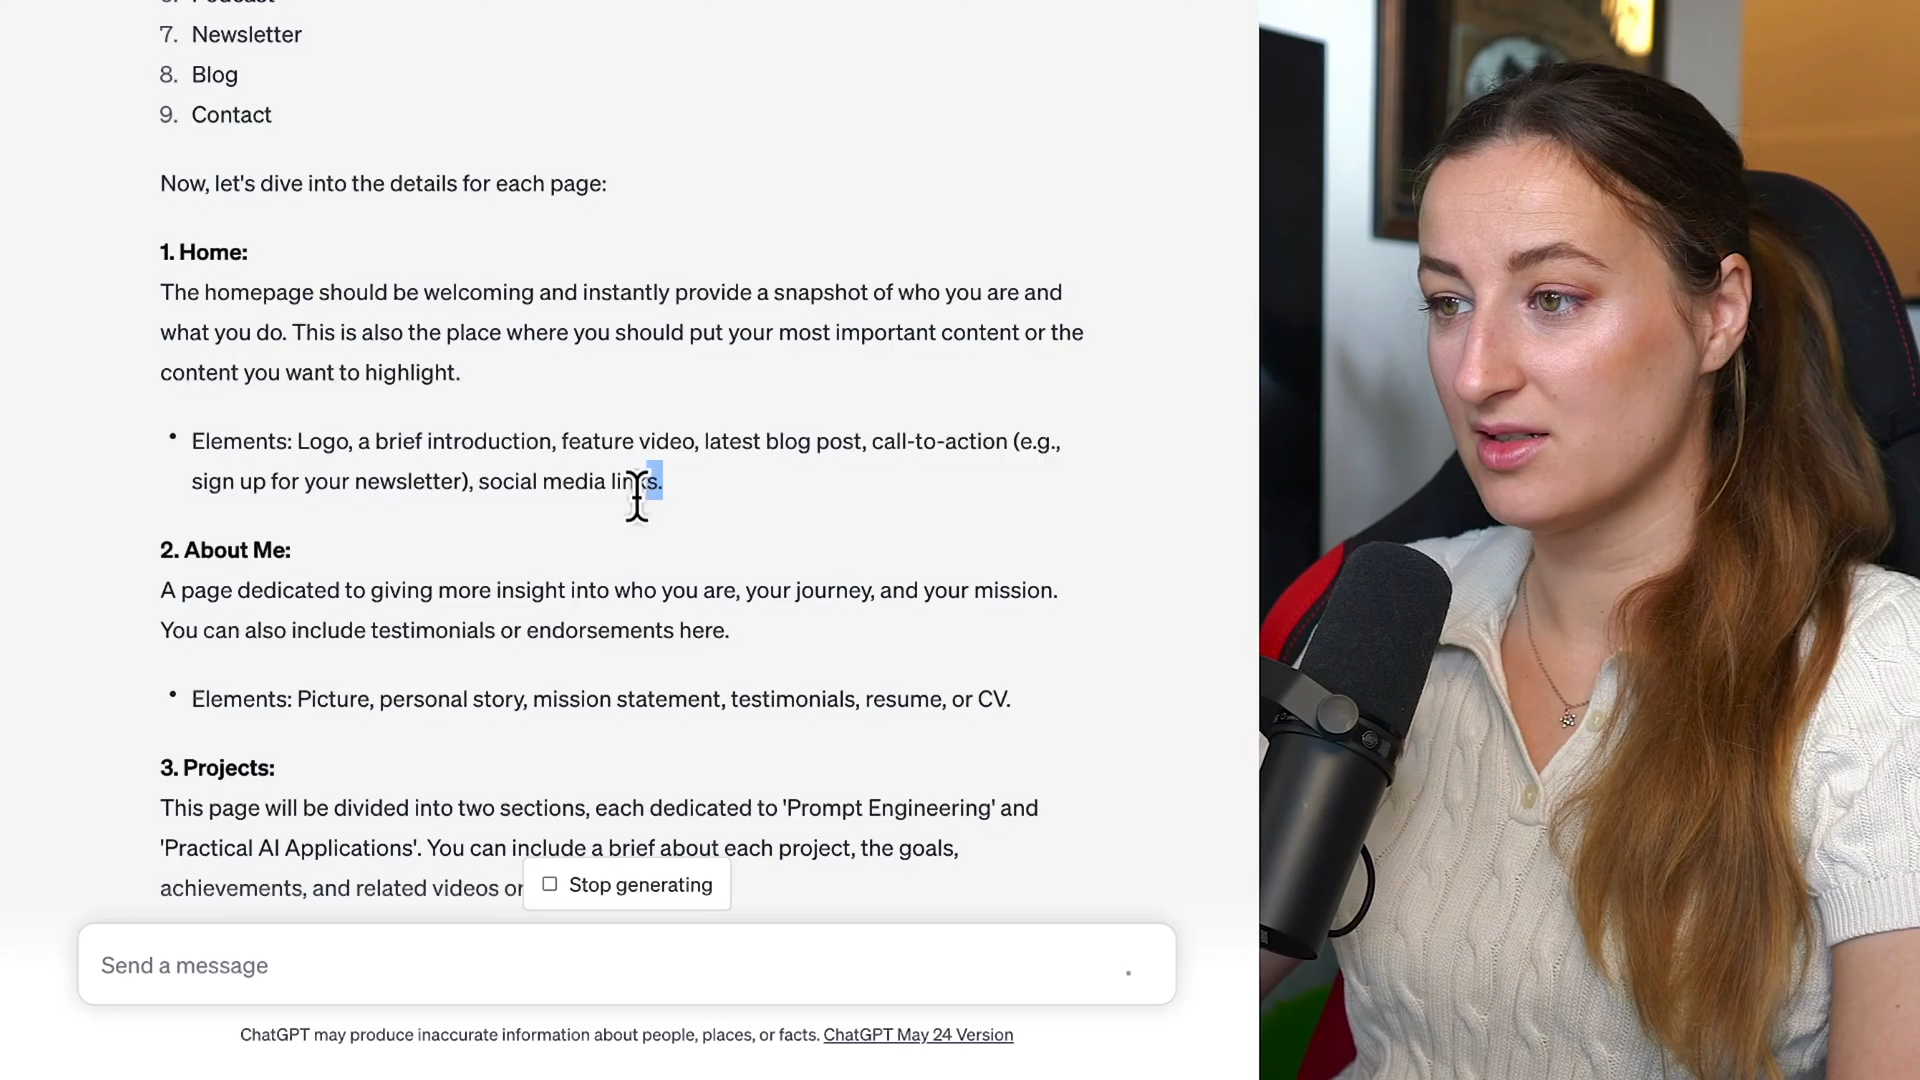 6. Podcast
7. Newsletter
8. Blog
9. Contact
Now, let's dive into the details for each page:
1. Home:
The homepage should be welcoming and instantly provide a snapshot of who you are and
what you do. This is also the place where you should put your most important content or the
content you want to highlight.
• Elements: Logo, a brief introduction, feature video, latest blog post, call-to-action (e.g.,
sign up for your newsletter), social media links.
2. About Me:
A page dedicated to giving more insight into who you are, your journey, and your mission.
You can also include testimonials or endorsements here.
• Elements: Picture, personal story, mission statement, testimonials, resume, or CV.
3. Projects:
This page will be divided into two sections, each dedicated to 'Prompt Engineering' and
'Practical AI Applications'. You can include a brief about each project, the goals,
achievements, and related videos or
Stop generating
Send a message
ChatGPT may produce inaccurate information about people, places, or facts. ChatGPT May 24 Version